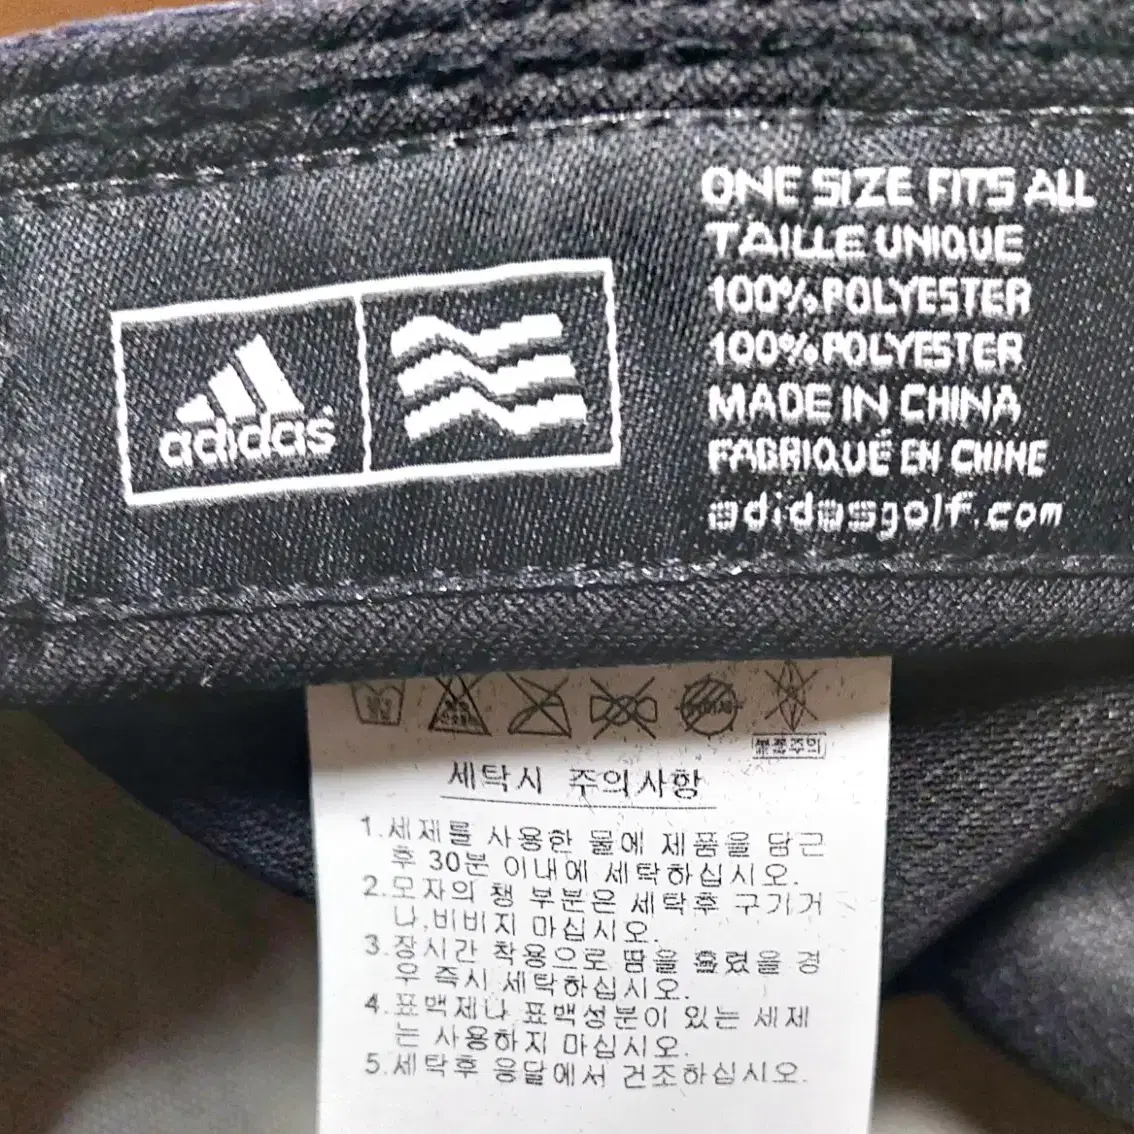 adidas
ONE SIZE FITS ALL
TAILLE UNIQUE
100% POLYESTER
100% POLYESTER
MADE IN CHINA
FABRIQUÉ EN CHINE
adidasgolf.com
세탁시 주의사항
1.세제를 사용한 물에 제품을 담근
후 30분 이내에 세탁하십시오.
2.모자의 챙 부분은 세탁후 구기거
나,비비지 마십시오.
3.장시간 착용으로 땀을 흘렸을 경
우 즉시 세탁하십시오.
4.표백제나 표백성분이 있는 세제
는 사용하지 마십시오.
5.세탁후 응달에서 건조하십시오.